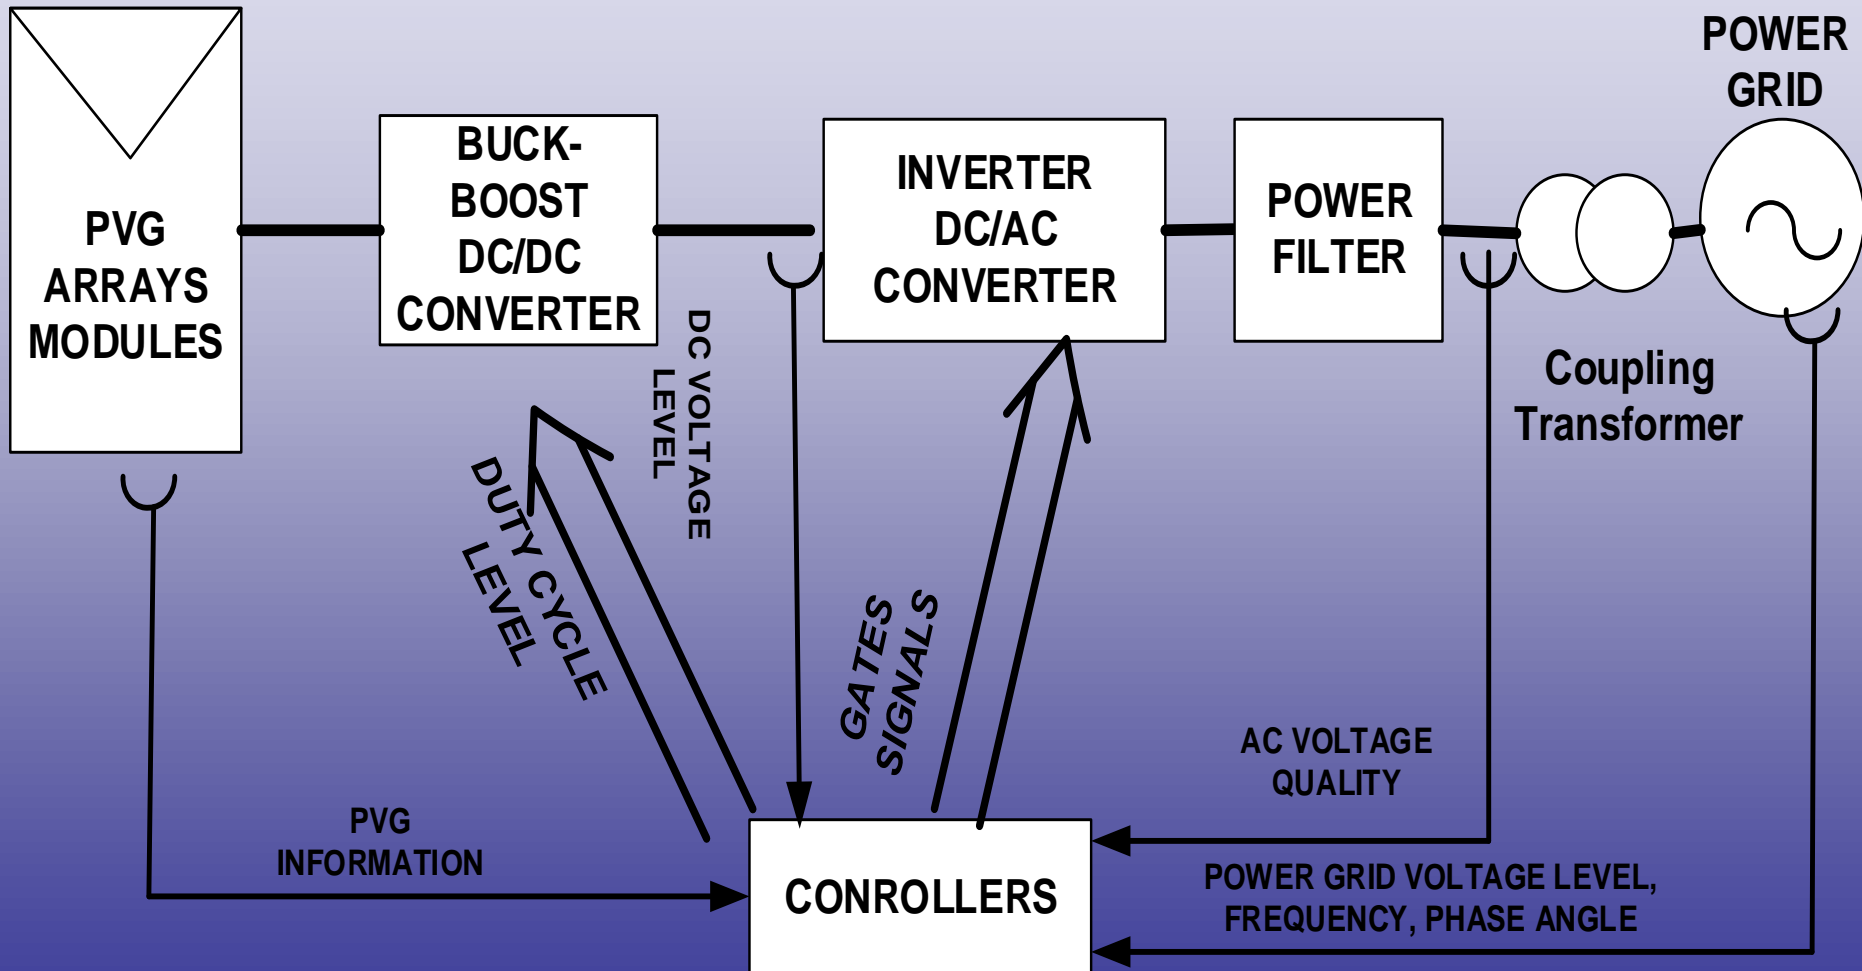 POWER
GRID
PVG
ARRAYS
MODULES
BUCK-
BOOST
DC/DC
CONVERTER
INVERTER
DC/AC
CONVERTER
POWER
FILTER
Coupling
Transformer
DC VOLTAGE
LEVEL
DUTY CYCLE
LEVEL
GATES
SIGNALS
AC VOLTAGE
QUALITY
PVG
INFORMATION
CONROLLERS
POWER GRID VOLTAGE LEVEL,
FREQUENCY, PHASE ANGLE